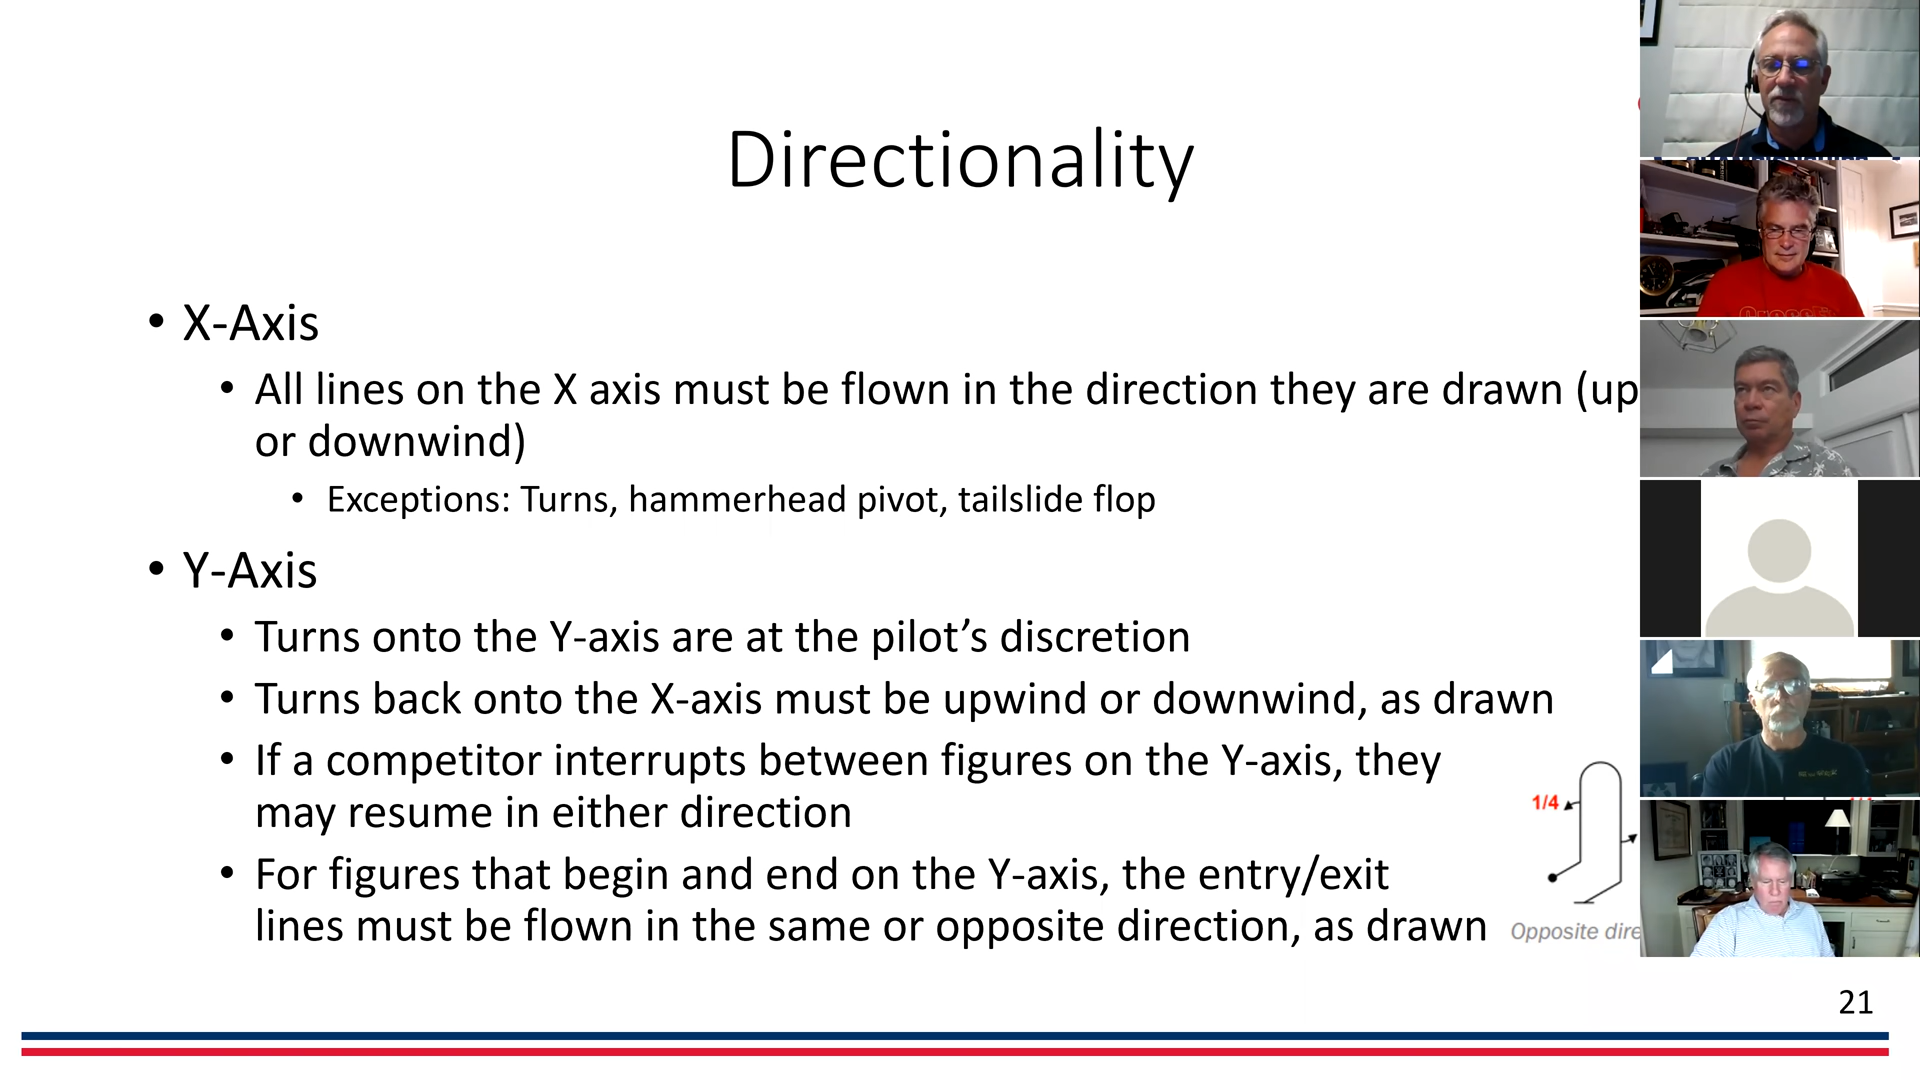 Directionality
• X-Axis
• All lines on the X axis must be flown in the direction they are drawn (up
or downwind)
• Exceptions: Turns, hammerhead pivot, tailslide flop
• Y-Axis
• Turns onto the Y-axis are at the pilot’s discretion
• Turns back onto the X-axis must be upwind or downwind, as drawn
• If a competitor interrupts between figures on the Y-axis, they
may resume in either direction
• For figures that begin and end on the Y-axis, the entry/exit
lines must be flown in the same or opposite direction, as drawn
1/4
Opposite dire
21